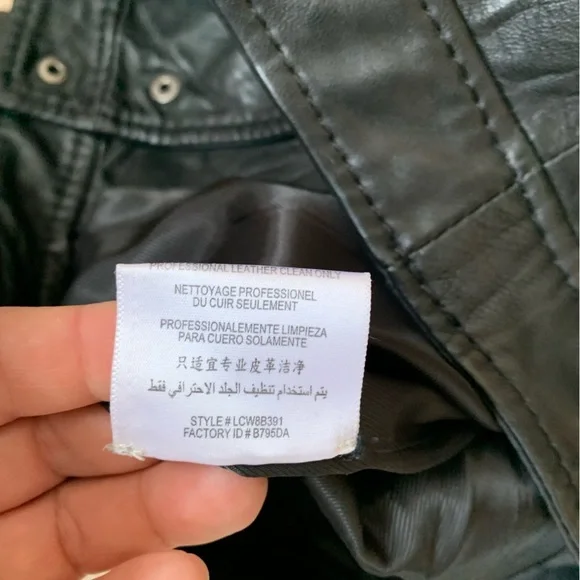 PROFESSIONAL LEATHER CLEAN ONLY
NETTOYAGE PROFESSIONEL
DU CUIR SEULEMENT
PROFESSIONALEMENTE LIMPIEZA
PARA CUERO SOLAMENTE
只适宜专业皮革洁净
يتم استخدام تنظيف الجلد الاحترافي فقط
STYLE # LCW8B391
FACTORY ID # B795DA